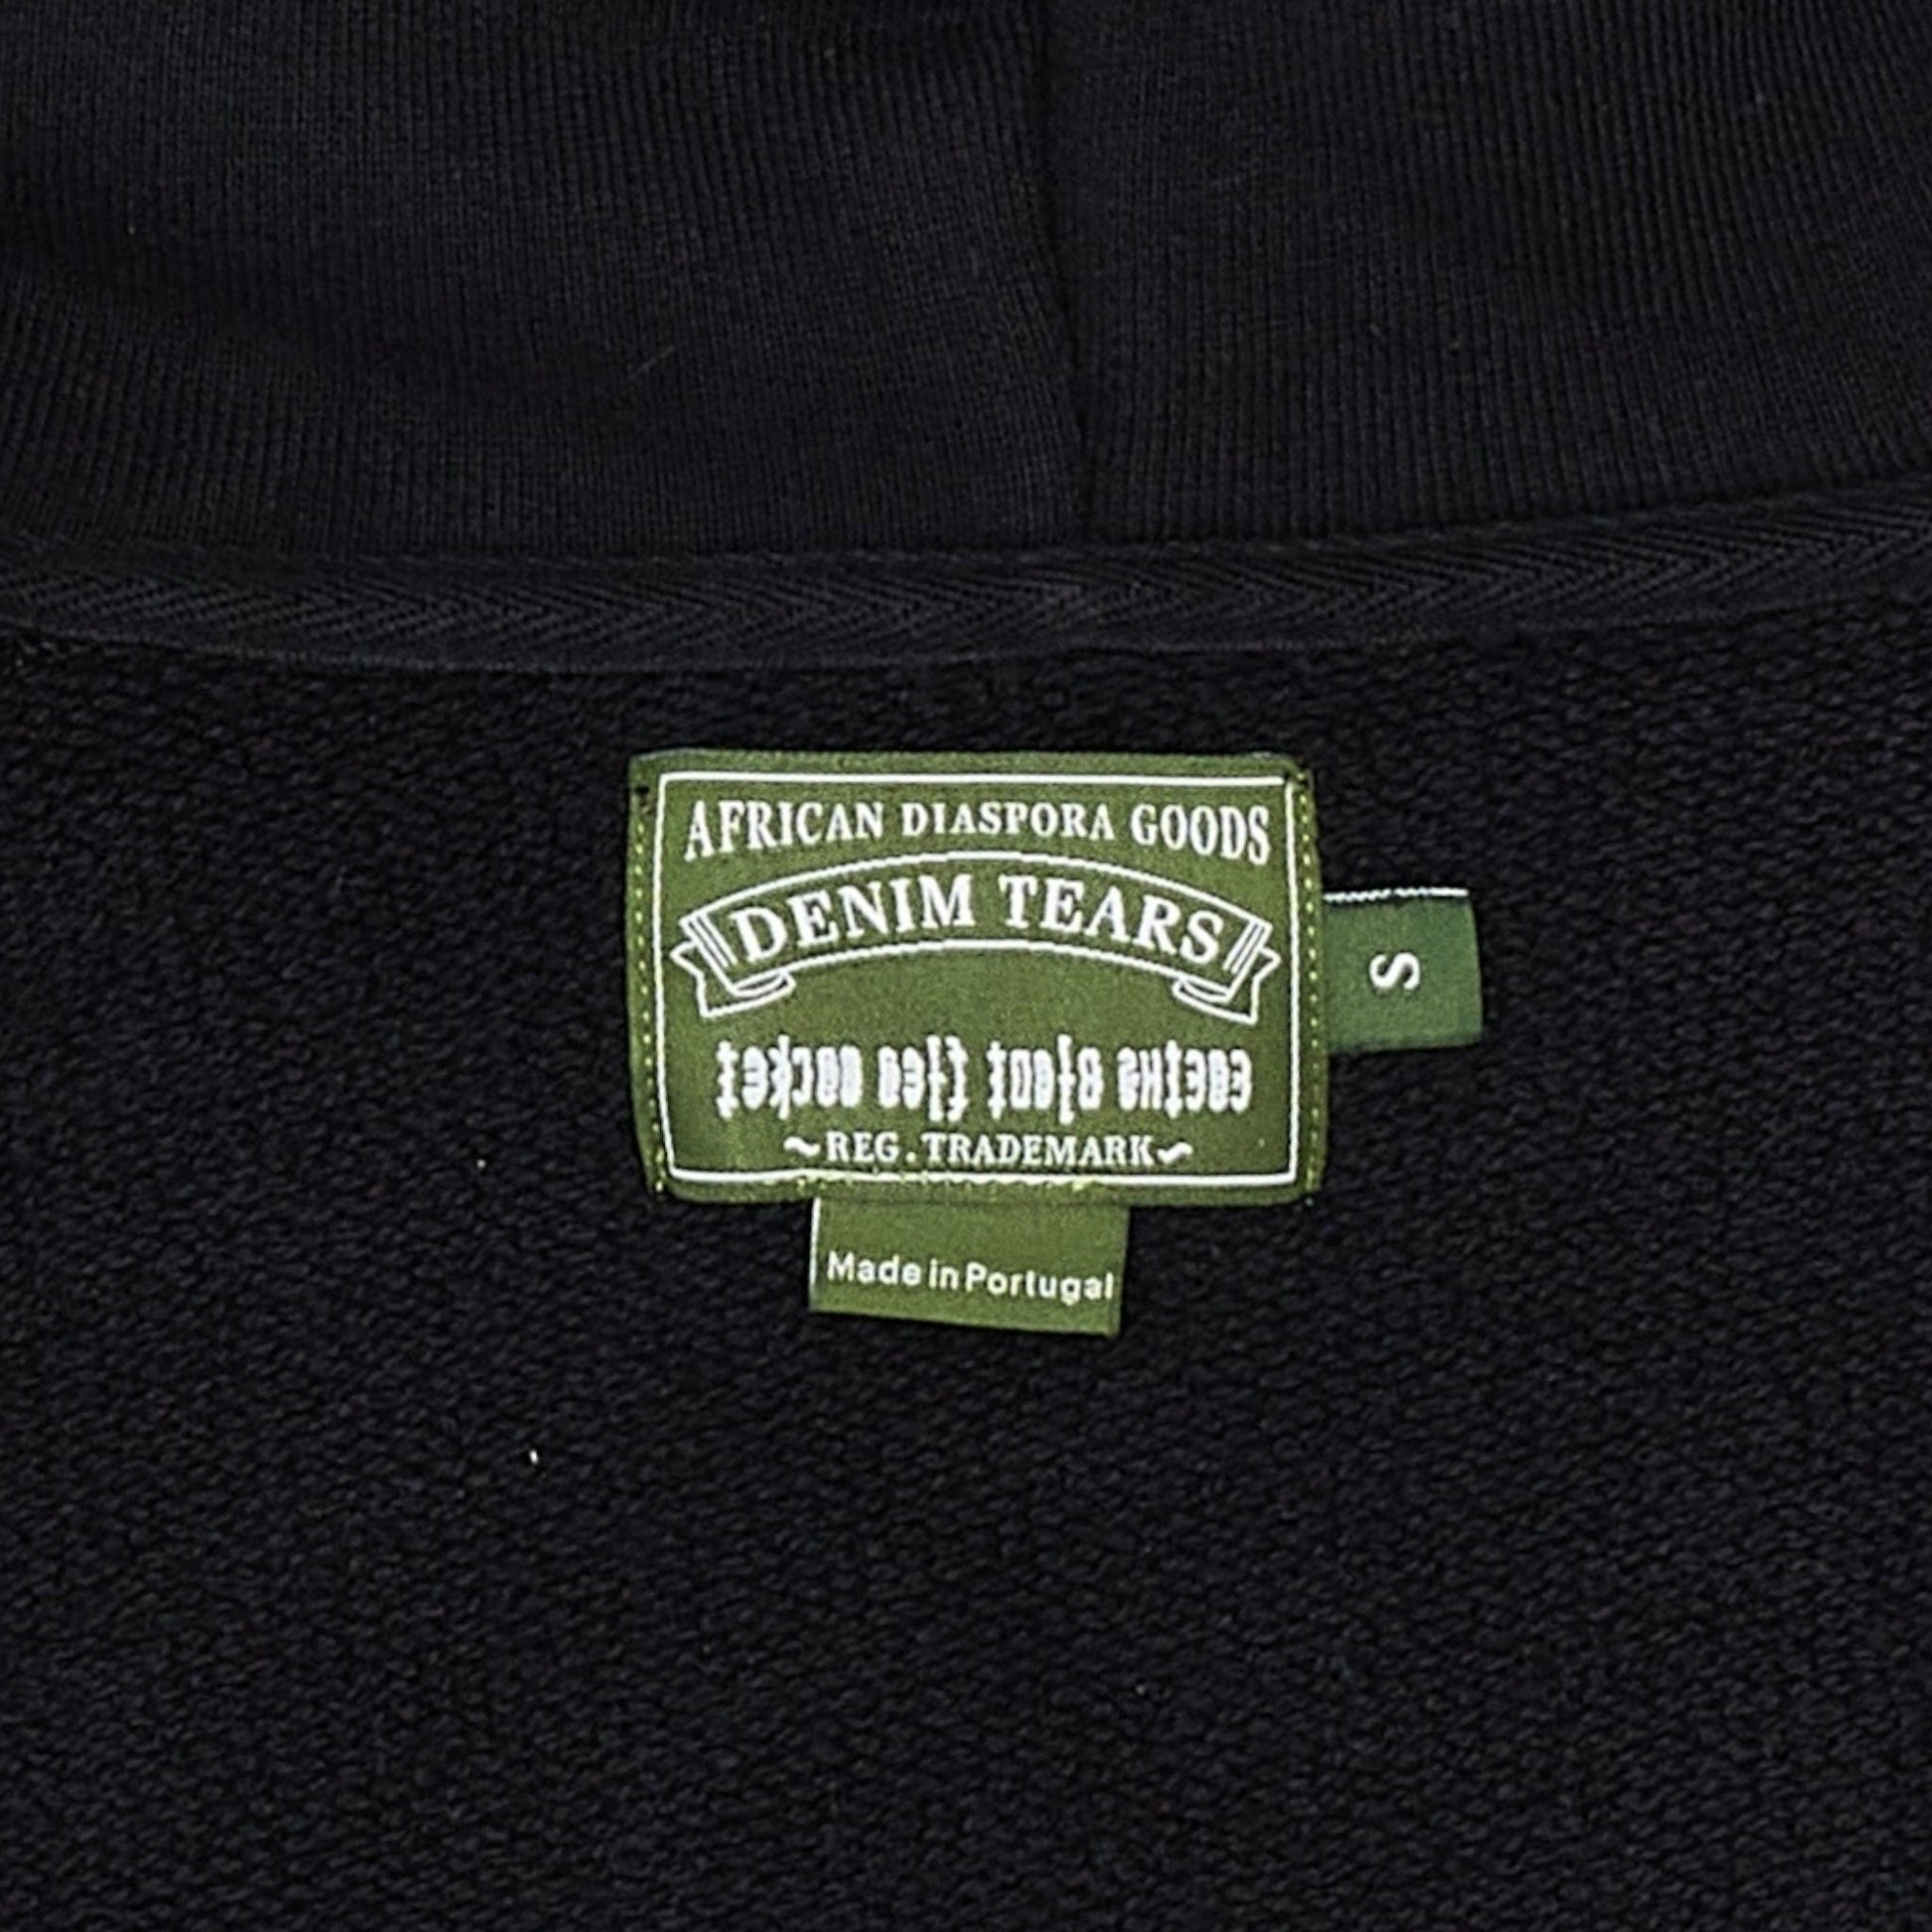 AFRICAN DIASPORA GOODS
DENIM TEARS
~REG. TRADEMARK~
S
Made in Portugal